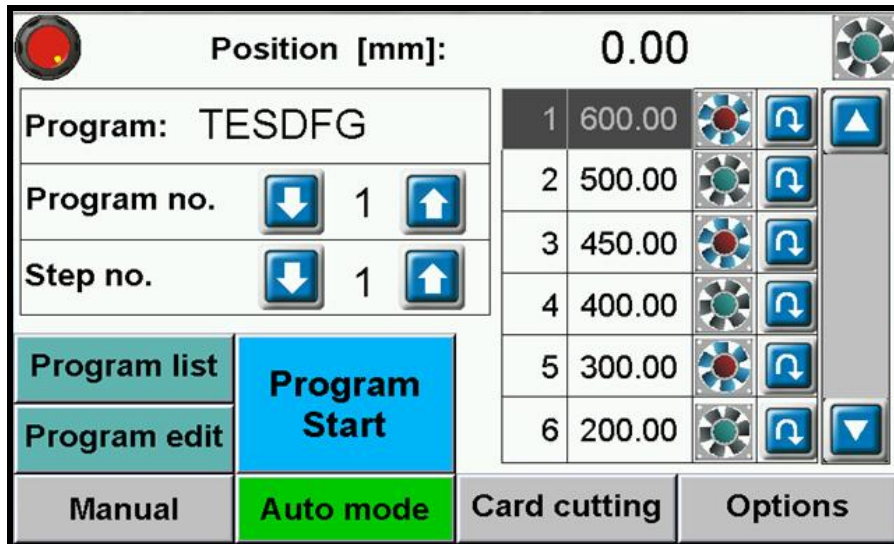 Position [mm]: 0.00
Program: TESDFG
Program no. 1
Step no. 1
1 600.00
2 500.00
3 450.00
4 400.00
5 300.00
6 200.00
Program list
Program edit
Program
Start
Manual
Auto mode
Card cutting
Options